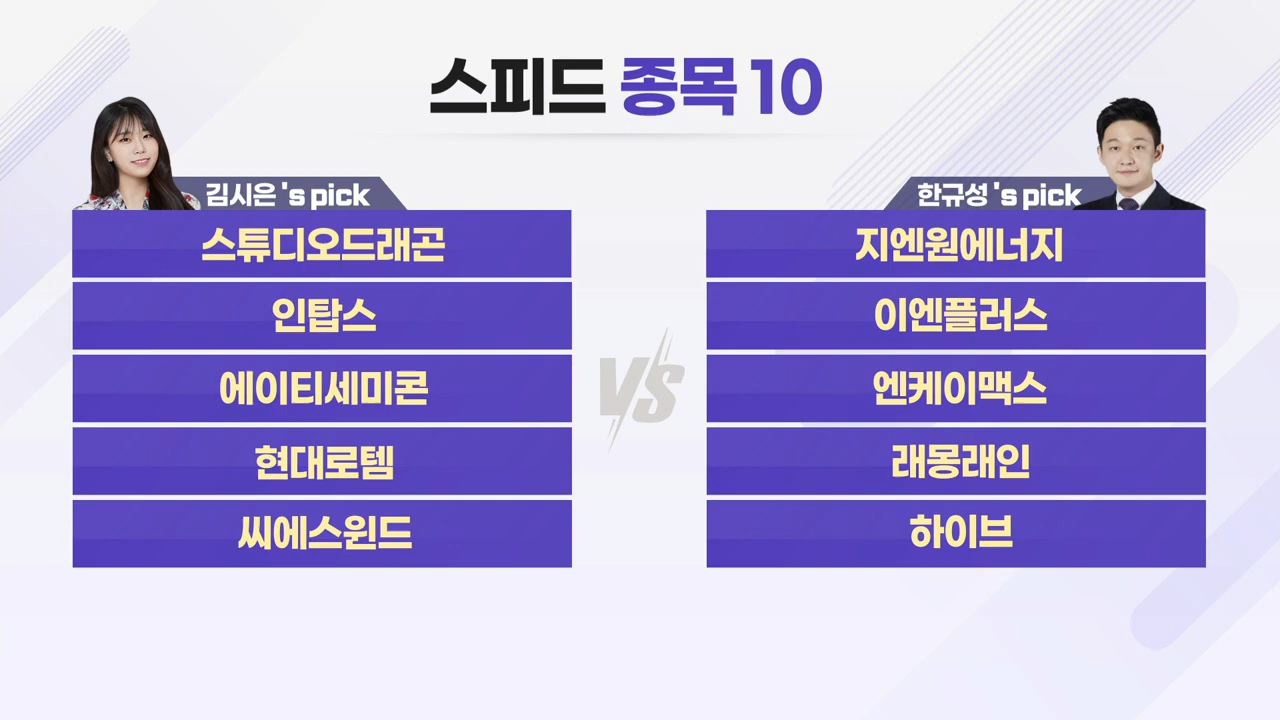 스피드 종목 10
김시은 's pick
스튜디오드래곤
인탑스
에이티세미콘
현대로템
씨에스윈드
VS
한규성 's pick
지엔원에너지
이엔플러스
엔케이맥스
래몽래인
하이브